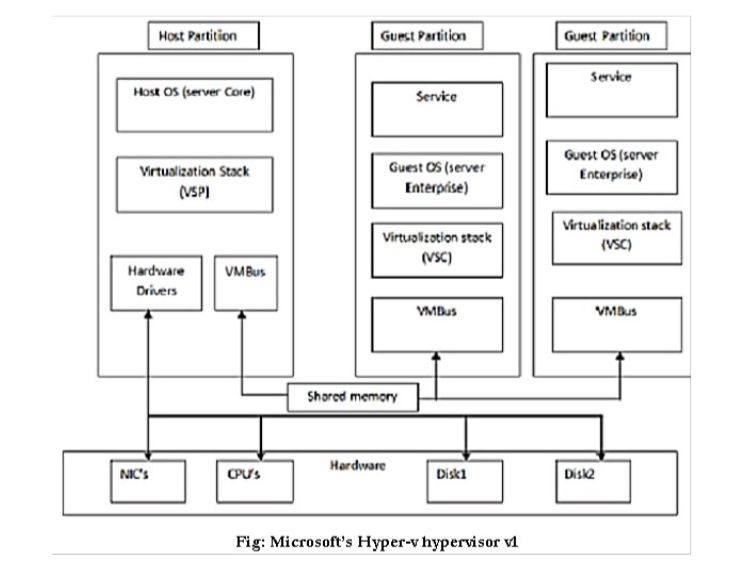 Host Partition
Guest Partition
Guest Partition
Host OS (server Core)
Virtualization Stack
(VSP)
Hardware
Drivers
VMBus
Service
Guest OS (server
Enterprise)
Virtualization stack
(VSC)
VMBus
Service
Guest OS (server
Enterprise)
Virtualization stack
(VSC)
VMBus
Shared memory
Hardware
NIC's
CPU's
Disk1
Disk2
Fig: Microsoft's Hyper-v hypervisor v1